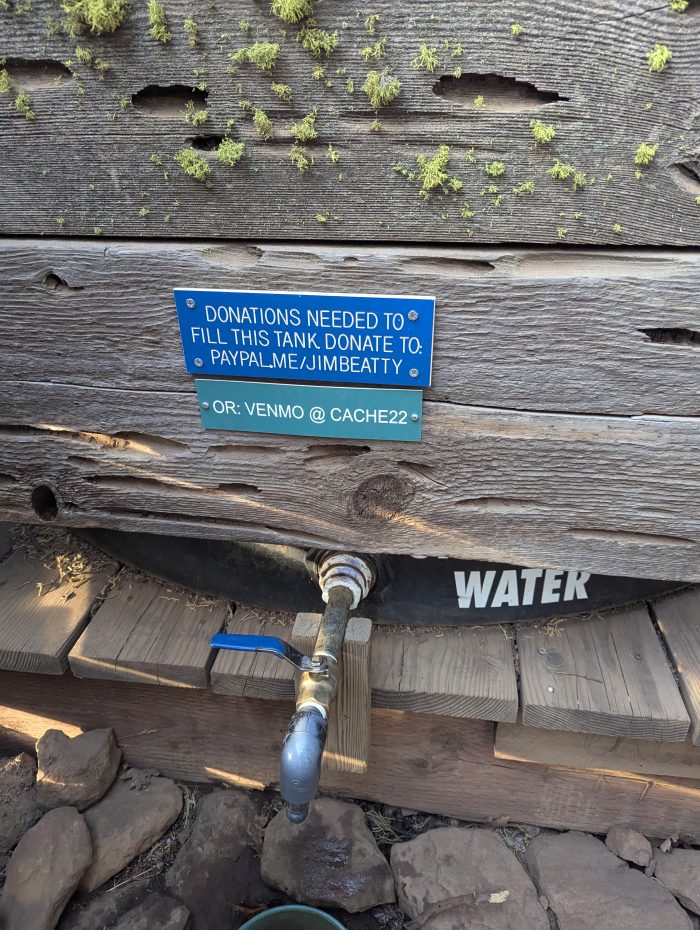 DONATIONS NEEDED TO
FILL THIS TANK. DONATE TO:
PAYPAL.ME/JIMBEATTY
OR: VENMO @ CACHE22
WATER